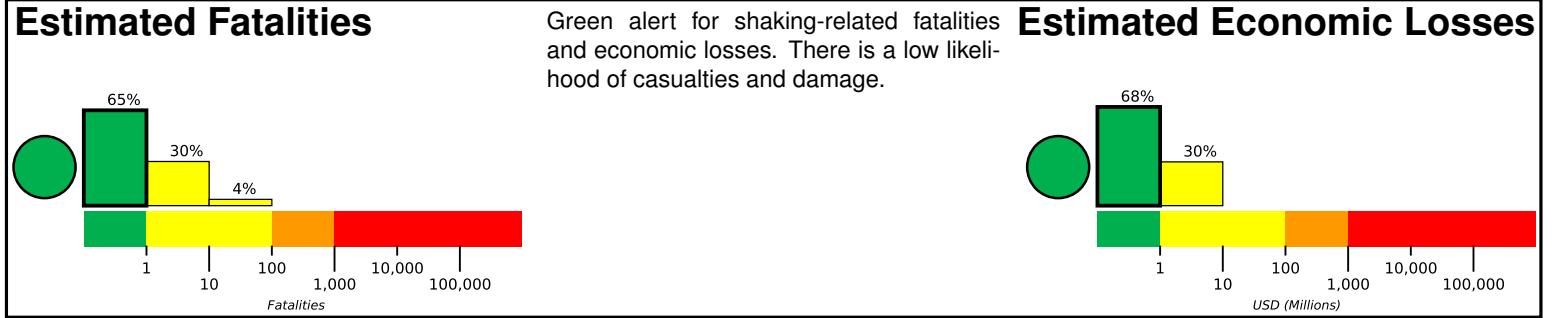 Estimated Fatalities
65%
30%
4%
1
10
100
1,000
10,000
100,000
Fatalities
Green alert for shaking-related fatalities
and economic losses. There is a low likeli-
hood of casualties and damage.
Estimated Economic Losses
68%
30%
1
10
100
1,000
10,000
100,000
USD (Millions)